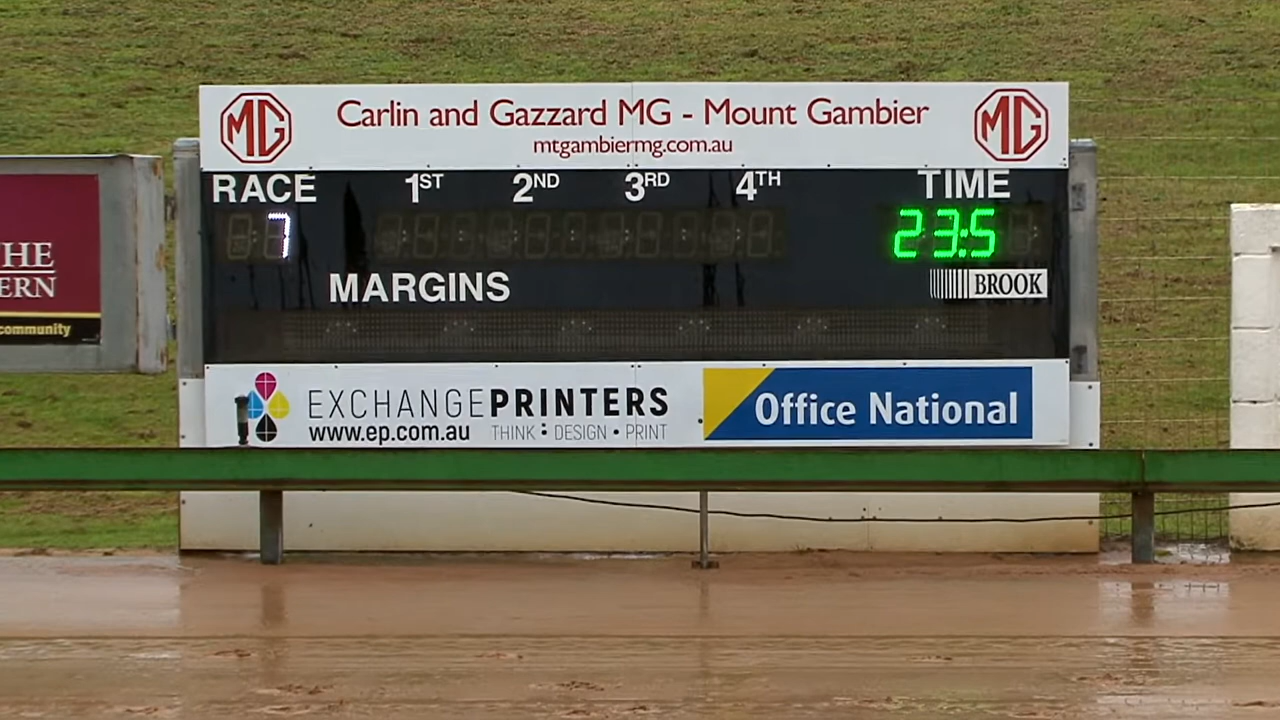 MG Carlin and Gazzard MG - Mount Gambier MG
mtgambiermg.com.au
RACE 1ST 2ND 3RD 4TH TIME
7 23:5
MARGINS
BROOK
HE
ERN
community
EXCHANGEPRINTERS
www.ep.com.au THINK : DESIGN • PRINT
Office National